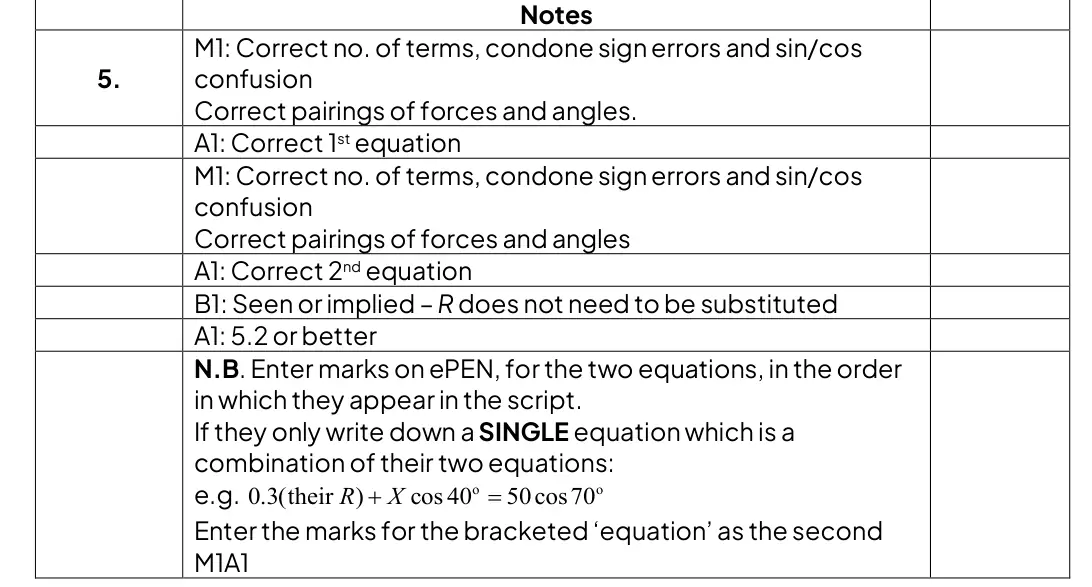 Notes
5.
M1: Correct no. of terms, condone sign errors and sin/cos
confusion
Correct pairings of forces and angles.
A1: Correct 1st equation
M1: Correct no. of terms, condone sign errors and sin/cos
confusion
Correct pairings of forces and angles
A1: Correct 2nd equation
B1: Seen or implied – R does not need to be substituted
A1: 5.2 or better
N.B. Enter marks on ePEN, for the two equations, in the order
in which they appear in the script.
If they only write down a SINGLE equation which is a
combination of their two equations:
e.g. 0.3(their R) + X cos 40° = 50 cos 70°
Enter the marks for the bracketed ‘equation’ as the second
M1A1